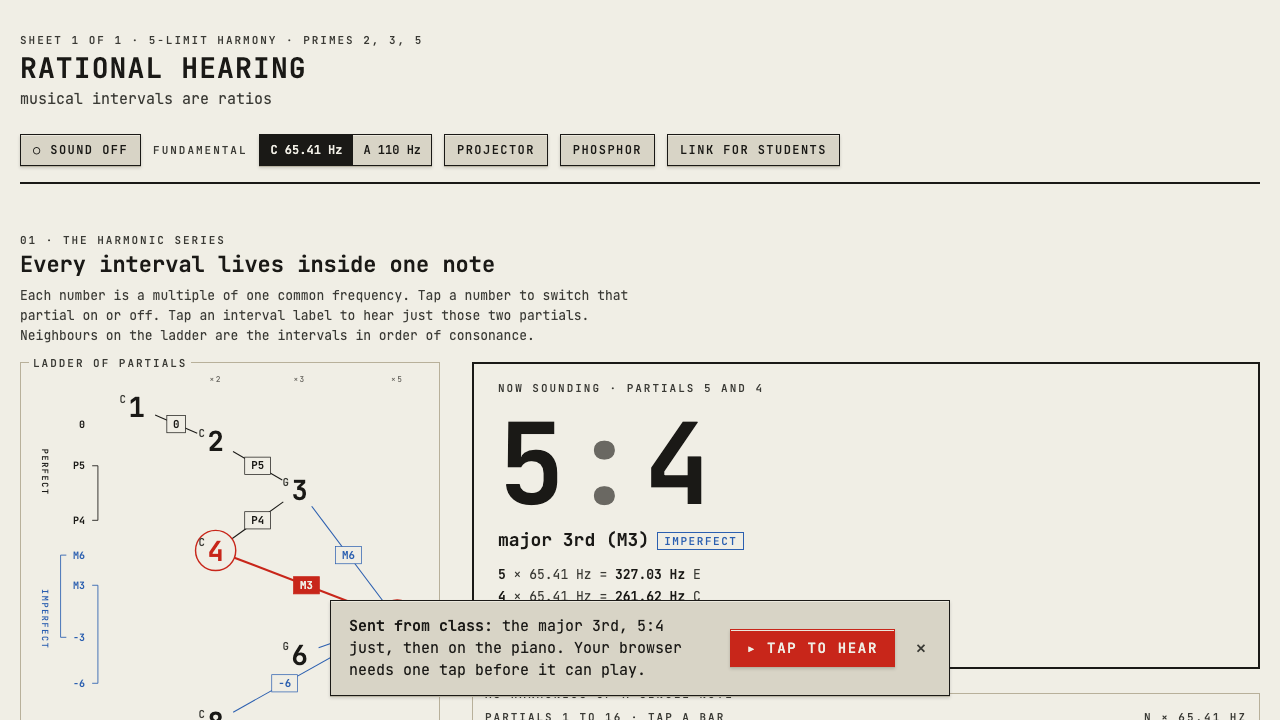 SHEET 1 OF 1 · 5-LIMIT HARMONY · PRIMES 2, 3, 5
RATIONAL HEARING
musical intervals are ratios
○ SOUND OFF
FUNDAMENTAL
C 65.41 Hz
A 110 Hz
PROJECTOR
PHOSPHOR
LINK FOR STUDENTS
01 · THE HARMONIC SERIES
Every interval lives inside one note
Each number is a multiple of one common frequency. Tap a number to switch that
partial on or off. Tap an interval label to hear just those two partials.
Neighbours on the ladder are the intervals in order of consonance.
LADDER OF PARTIALS
×2 ×3 ×5
C 1
0 0
C 2
PERFECT
P5 P5
G 3
P4 P4
C 4
M6 M6
M3 M3
IMPERFECT
-3
G 6
-6 -6
C 8
NOW SOUNDING · PARTIALS 5 AND 4
5:4
major 3rd (M3) IMPERFECT
5 × 65.41 Hz = 327.03 Hz E
4 × 65.41 Hz = 261.62 Hz C
Sent from class: the major 3rd, 5:4
just, then on the piano. Your browser
needs one tap before it can play.
▸ TAP TO HEAR
×
PARTIALS 1 TO 16 · TAP A BAR
N × 65.41 HZ